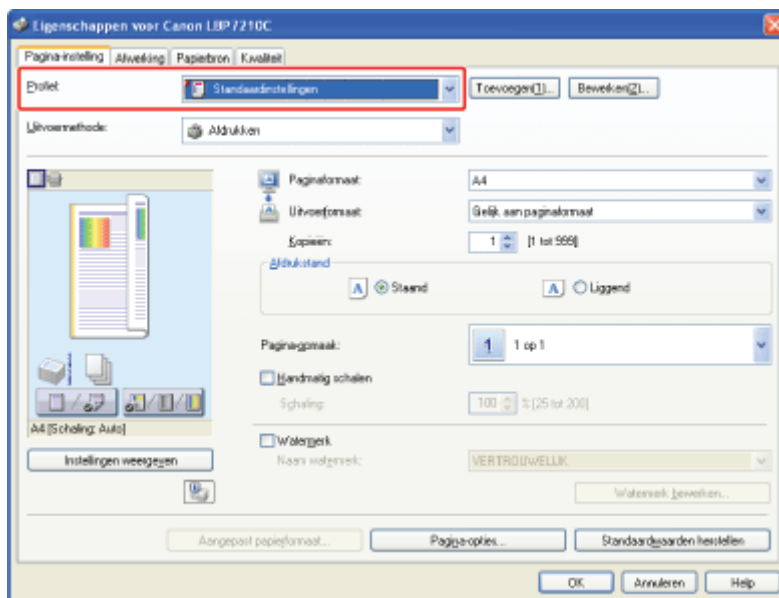 Eigenschappen voor Canon LBP7210C
Pagina-instelling Afwerking Papierbron Kwaliteit
Profiel: Standaardinstellingen Toevoegen(1)... Bewerken(2)...
Uitvoermethode: Afdrukken
Paginaformaat: A4
Uitvoerformaat: Gelijk aan paginaformaat
Kopieën: 1 [1 tot 999]
Afdrukstand
A Staand A Liggend
Pagina-opmaak: 1 1 op 1
Handmatig schalen
Schaling: 100 % [25 tot 200]
A4 [Schaling: Auto]
Watermerk
Instellingen weergeven Naam watermerk: VERTROUWELIJK
Watermerk bewerken...
Aangepast papierformaat... Pagina-opties... Standaardwaarden herstellen
OK Annuleren Help